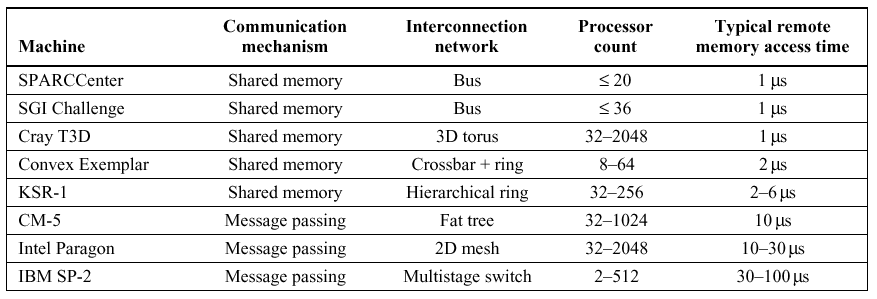 Machine Communication mechanism Interconnection network Processor count Typical remote memory access time
SPARCCenter Shared memory Bus ≤ 20 1 µs
SGI Challenge Shared memory Bus ≤ 36 1 µs
Cray T3D Shared memory 3D torus 32–2048 1 µs
Convex Exemplar Shared memory Crossbar + ring 8–64 2 µs
KSR-1 Shared memory Hierarchical ring 32–256 2–6 µs
CM-5 Message passing Fat tree 32–1024 10 µs
Intel Paragon Message passing 2D mesh 32–2048 10–30 µs
IBM SP-2 Message passing Multistage switch 2–512 30–100 µs